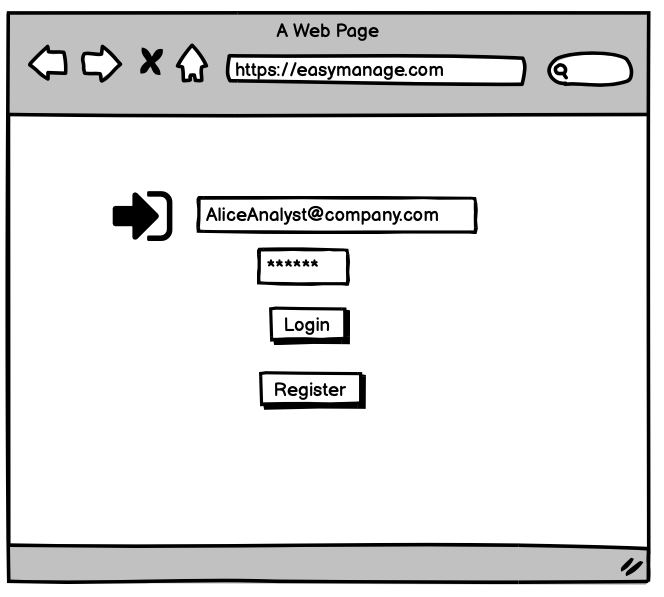 A Web Page
https://easymanage.com
AliceAnalyst@company.com
******
Login
Register